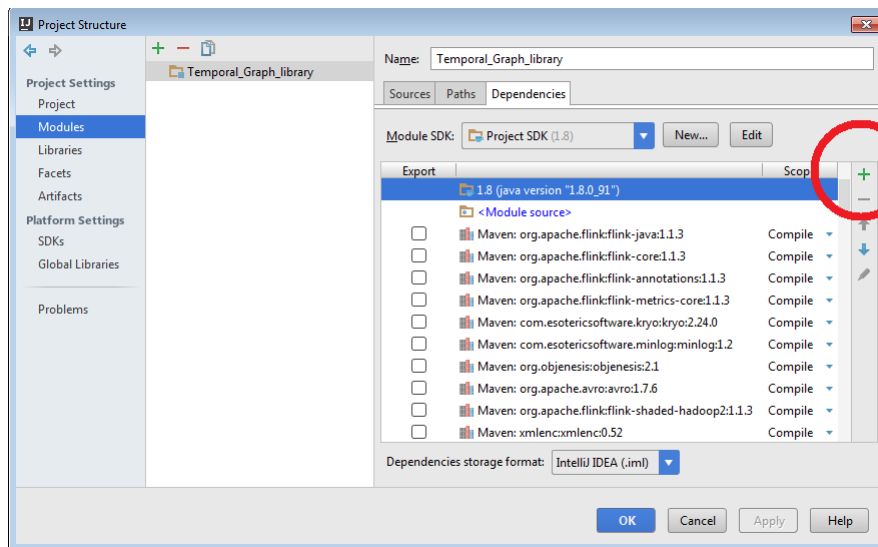 Project Structure
Project Settings
Project
Modules
Libraries
Facets
Artifacts
Platform Settings
SDKs
Global Libraries
Problems
Temporal_Graph_library
Name: Temporal_Graph_library
Sources Paths Dependencies
Module SDK: Project SDK (1.8) New... Edit
Export Scop
1.8 (java version "1.8.0_91")
<Module source>
Maven: org.apache.flink:flink-java:1.1.3 Compile
Maven: org.apache.flink:flink-core:1.1.3 Compile
Maven: org.apache.flink:flink-annotations:1.1.3 Compile
Maven: org.apache.flink:flink-metrics-core:1.1.3 Compile
Maven: com.esotericsoftware.kryo:kryo:2.24.0 Compile
Maven: com.esotericsoftware.minlog:minlog:1.2 Compile
Maven: org.objenesis:objenesis:2.1 Compile
Maven: org.apache.avro:avro:1.7.6 Compile
Maven: org.apache.flink:flink-shaded-hadoop2:1.1.3 Compile
Maven: xmlenc:xmlenc:0.52 Compile
Dependencies storage format: IntelliJ IDEA (.iml)
OK Cancel Apply Help